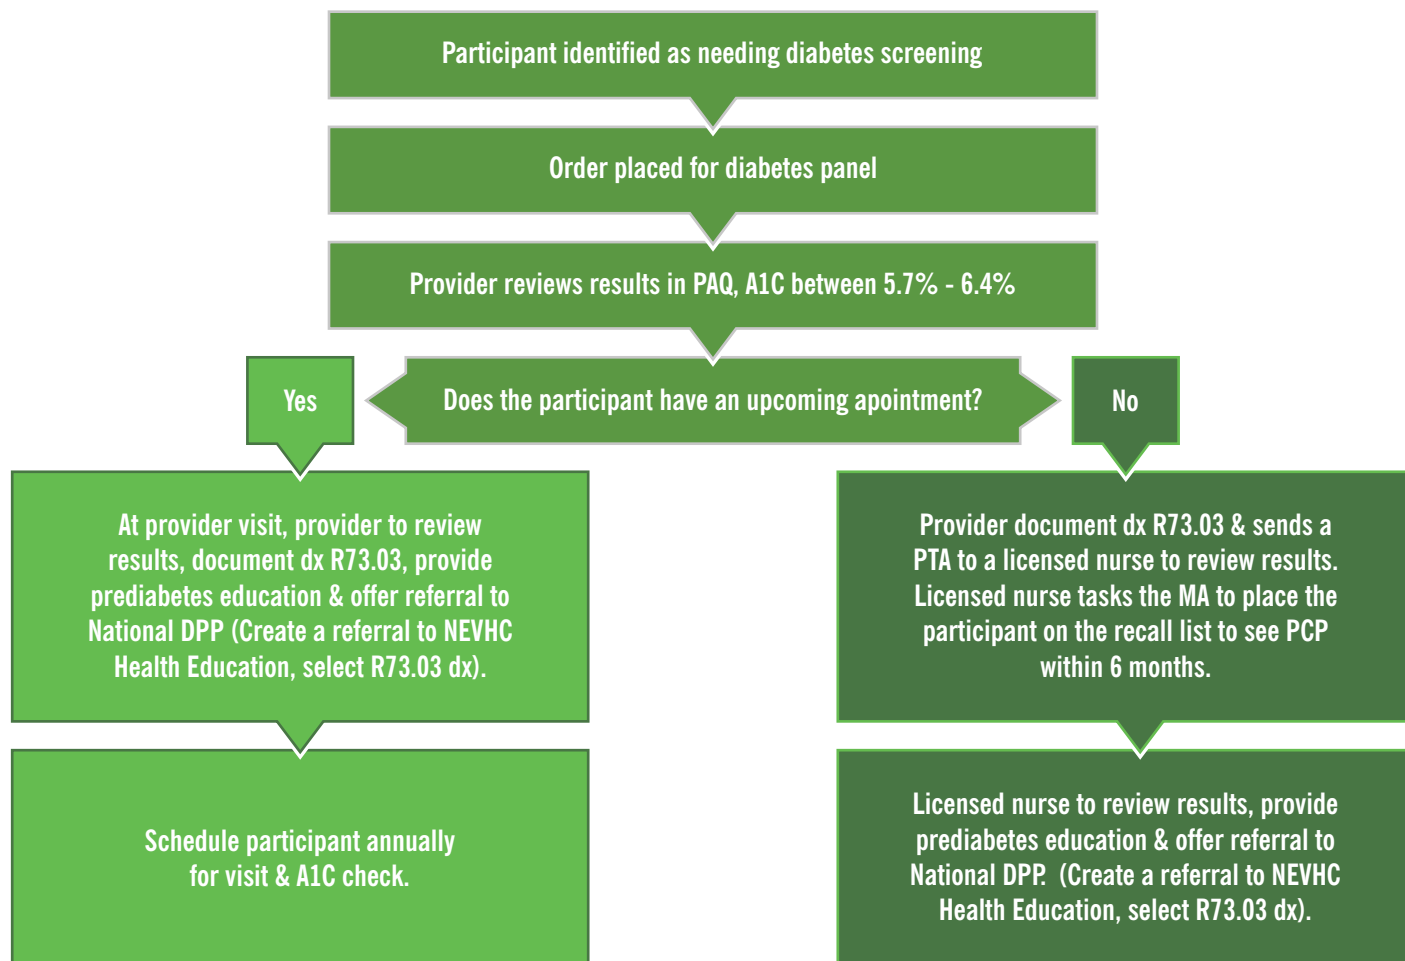 Participant identified as needing diabetes screening
Order placed for diabetes panel
Provider reviews results in PAQ, A1C between 5.7% - 6.4%
Yes
Does the participant have an upcoming apointment?
No
At provider visit, provider to review
results, document dx R73.03, provide
prediabetes education & offer referral to
National DPP (Create a referral to NEVHC
Health Education, select R73.03 dx).
Provider document dx R73.03 & sends a
PTA to a licensed nurse to review results.
Licensed nurse tasks the MA to place the
participant on the recall list to see PCP
within 6 months.
Schedule participant annually
for visit & A1C check.
Licensed nurse to review results, provide
prediabetes education & offer referral to
National DPP. (Create a referral to NEVHC
Health Education, select R73.03 dx).